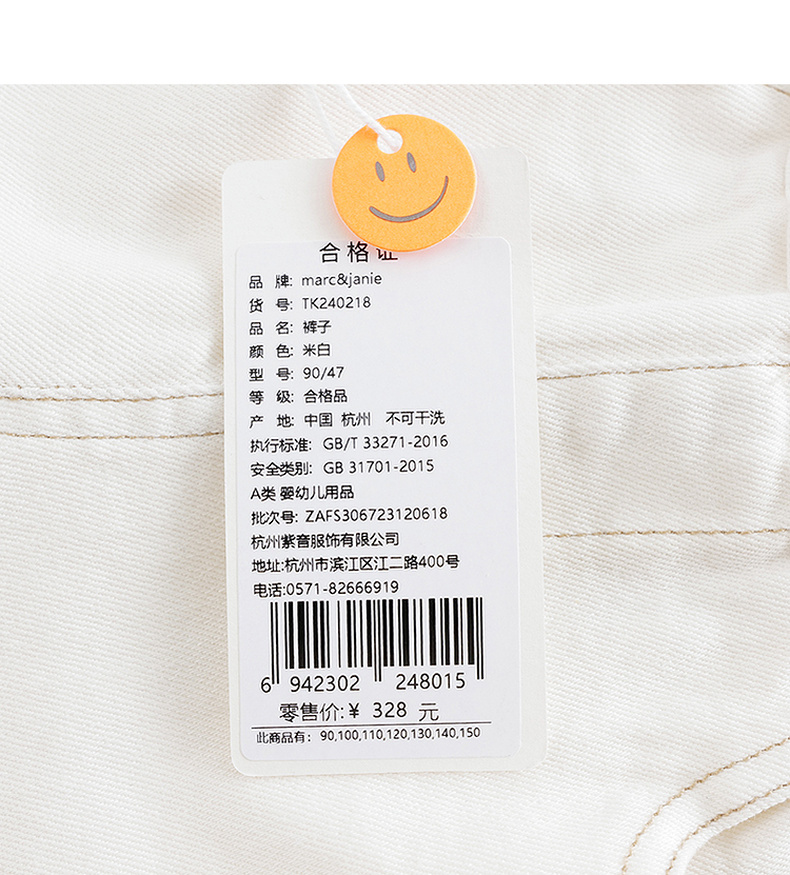 合格证
品 牌: marc&janie
货 号: TK240218
品 名: 裤子
颜 色: 米白
型 号: 90/47
等 级: 合格品
产 地: 中国 杭州 不可干洗
执行标准: GB/T 33271-2016
安全类别: GB 31701-2015
A类 婴幼儿用品
批次号: ZAFS306723120618
杭州紫音服饰有限公司
地址:杭州市滨江区江二路400号
电话:0571-82666919
6 942302 248015
零售价:¥ 328 元
此商品有: 90,100,110,120,130,140,150